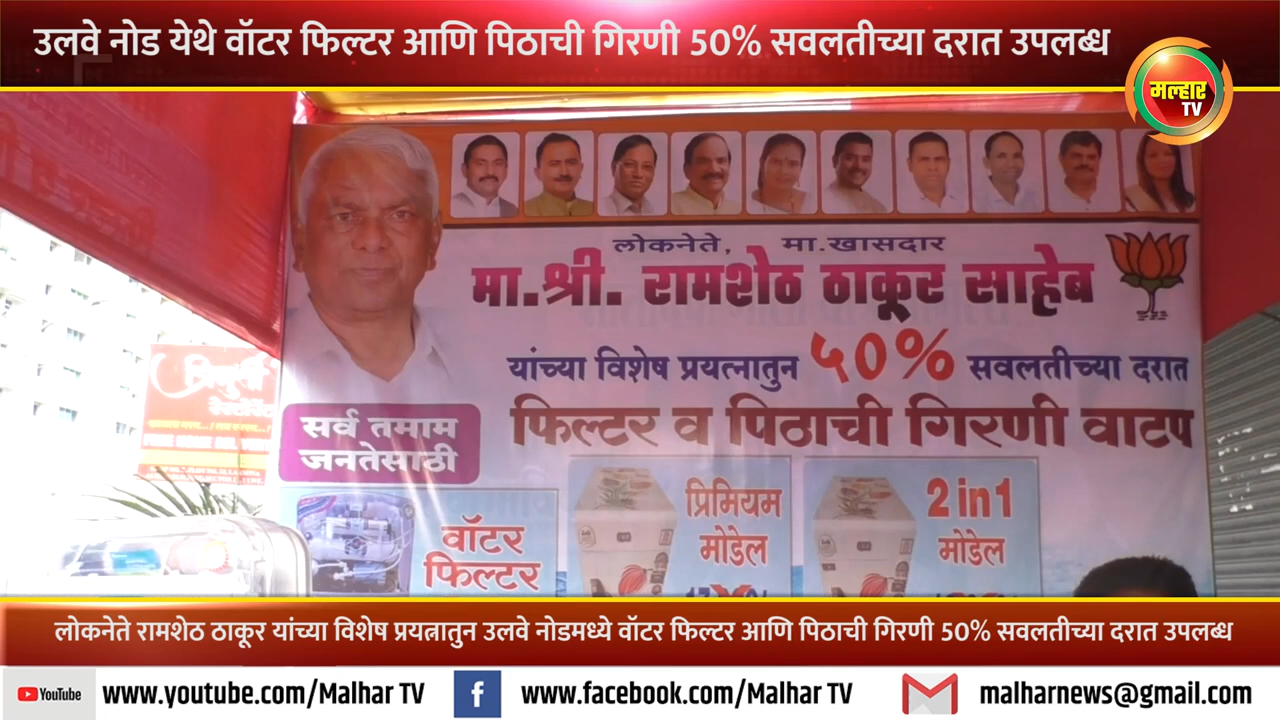 उलवे नोड येथे वॉटर फिल्टर आणि पिठाची गिरणी 50% सवलतीच्या दरात उपलब्ध
मल्हार
TV
लोकनेते, मा.खासदार
मा.श्री. रामशेठ ठाकूर साहेब
यांच्या विशेष प्रयत्नातुन ५०% सवलतीच्या दरात
फिल्टर व पिठाची गिरणी वाटप
सर्व तमाम
जनतेसाठी
वॉटर
फिल्टर
प्रिमियम
मोडेल
2 in 1
मोडेल
लोकनेते रामशेठ ठाकूर यांच्या विशेष प्रयत्नातुन उलवे नोडमध्ये वॉटर फिल्टर आणि पिठाची गिरणी 50% सवलतीच्या दरात उपलब्ध
YouTube www.youtube.com/Malhar TV
f www.facebook.com/Malhar TV
malharnews@gmail.com